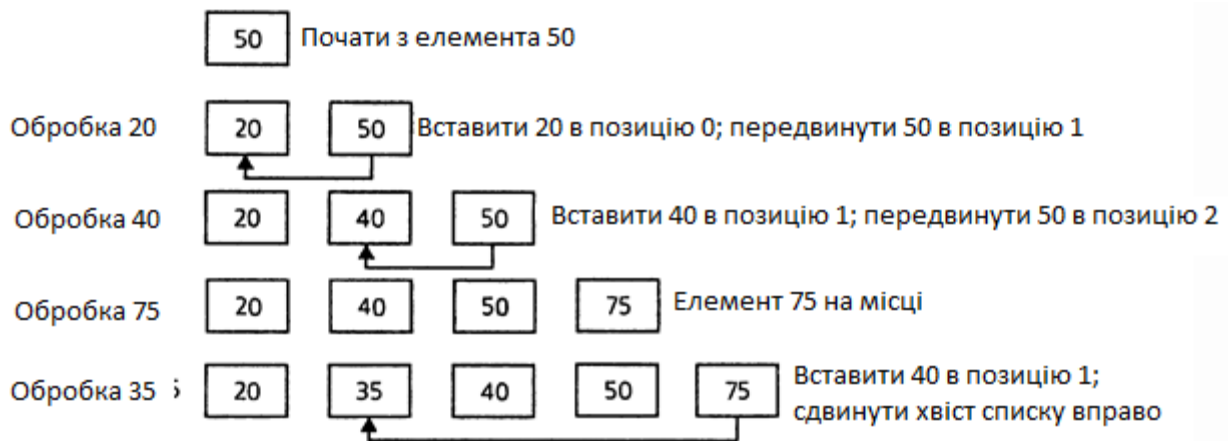 50 Почати з елемента 50
Обробка 20 20 50 Вставити 20 в позицію 0; передвинути 50 в позицію 1
Обробка 40 20 40 50 Вставити 40 в позицію 1; передвинути 50 в позицію 2
Обробка 75 20 40 50 75 Елемент 75 на місці
Обробка 35 20 35 40 50 75 Вставити 40 в позицію 1;
сдвинути хвіст списку вправо